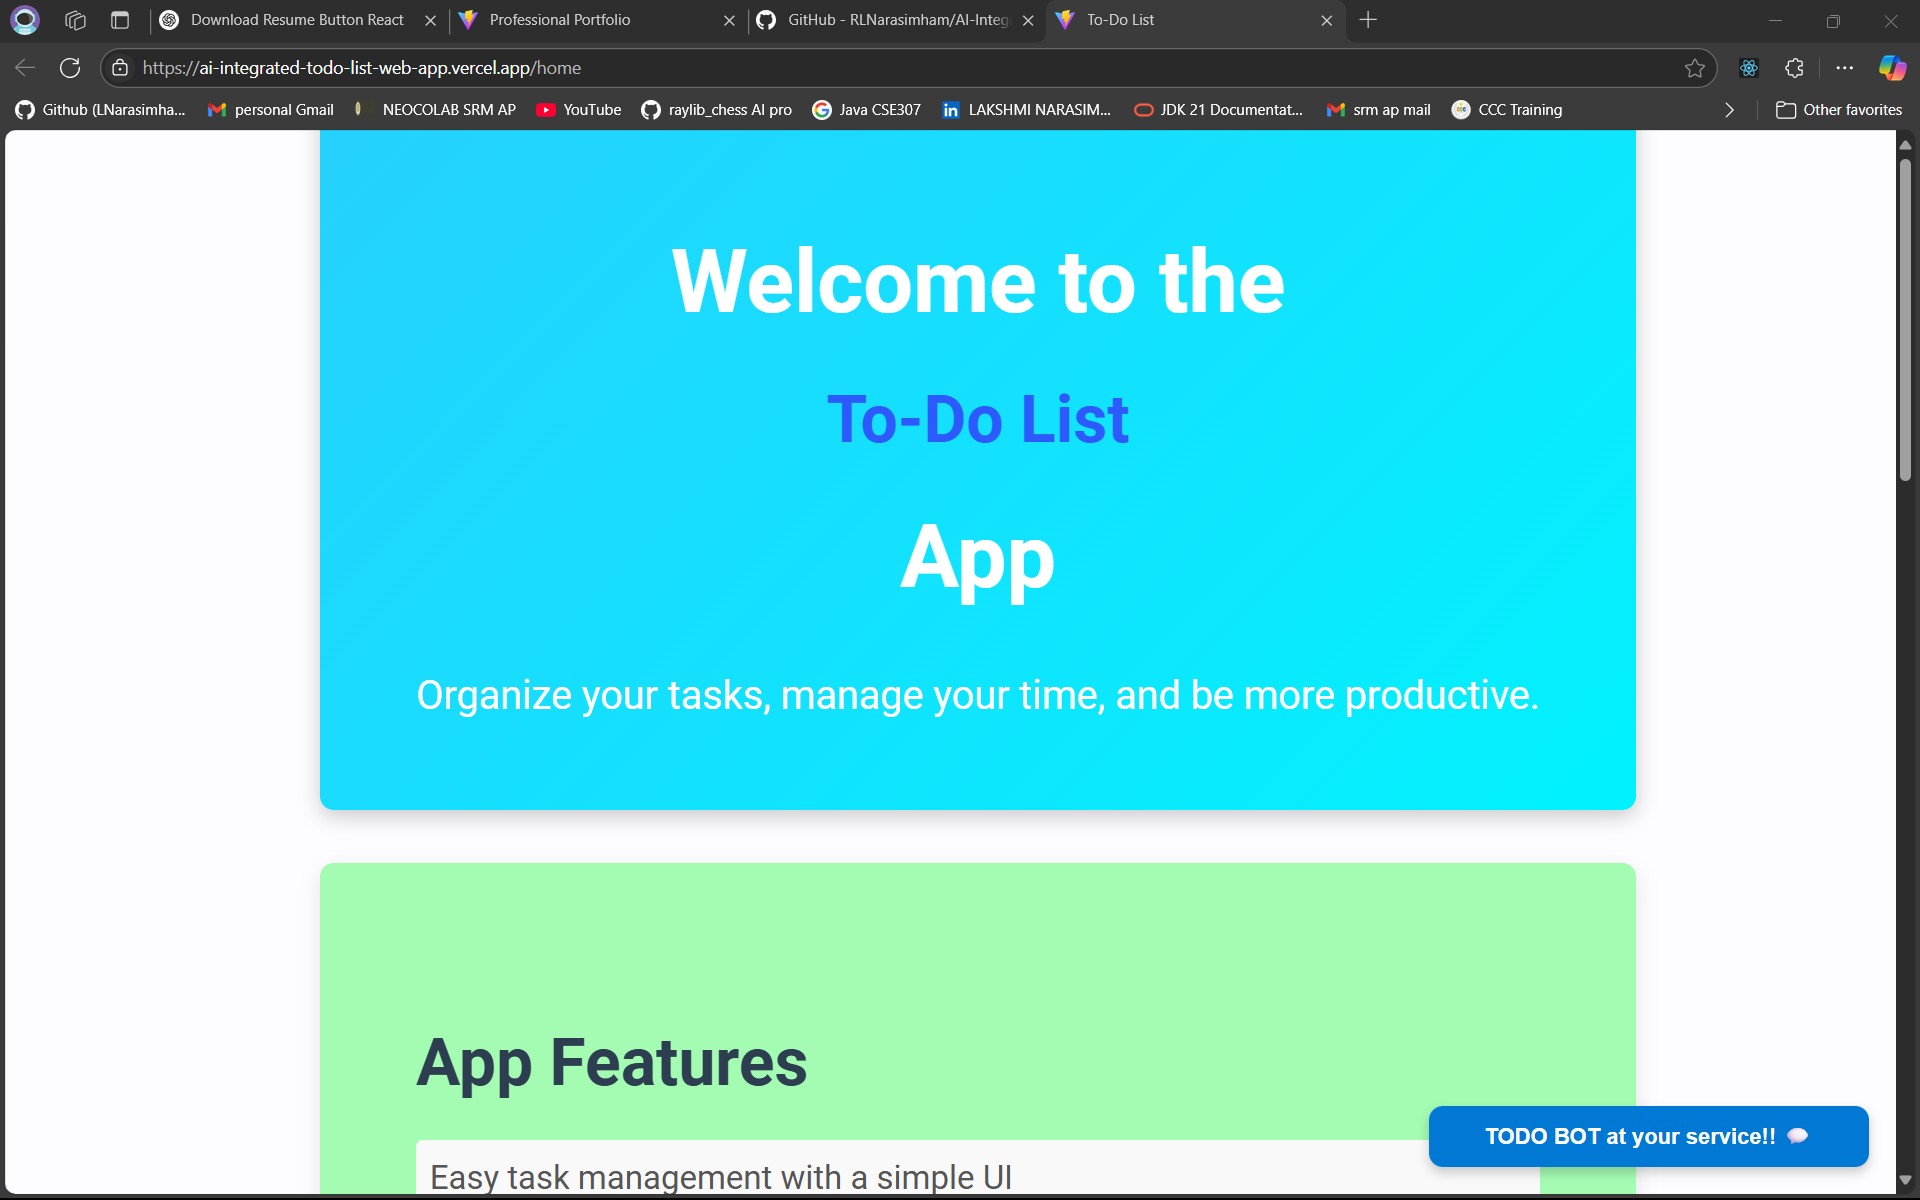 Download Resume Button React
Professional Portfolio
GitHub - RLNarasimham/AI-Integ
To-Do List
https://ai-integrated-todo-list-web-app.vercel.app/home
Github (LNarasimha...
personal Gmail
NEOCOLAB SRM AP
YouTube
raylib_chess AI pro
Java CSE307
LAKSHMI NARASIM...
JDK 21 Documentat...
srm ap mail
CCC Training
Other favorites
Welcome to the
To-Do List
App
Organize your tasks, manage your time, and be more productive.
App Features
Easy task management with a simple UI
TODO BOT at your service!!